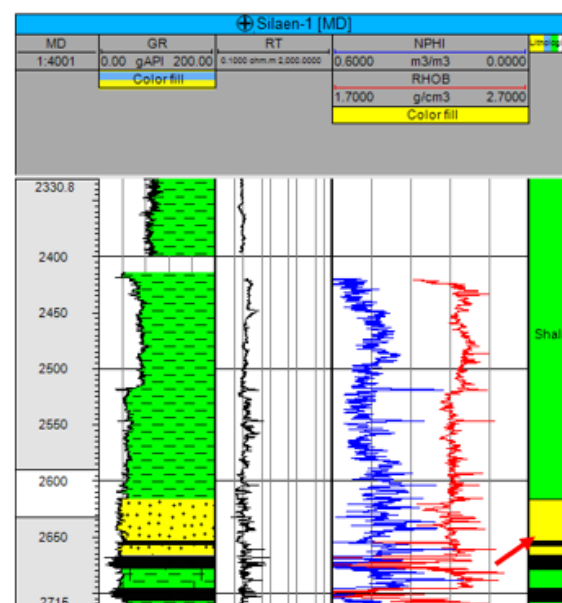 Silaen-1 [MD]
MD GR RT NPHI
1:4001 0.00 gAPI 200.00 0.1000 ohm.m 2,000.0000 0.6000 m3/m3 0.0000
Color fill RHOB
1.7000 g/cm3 2.7000
Color fill
2330.8
2400
2450
Shal
2500
2550
2600
2650
2715